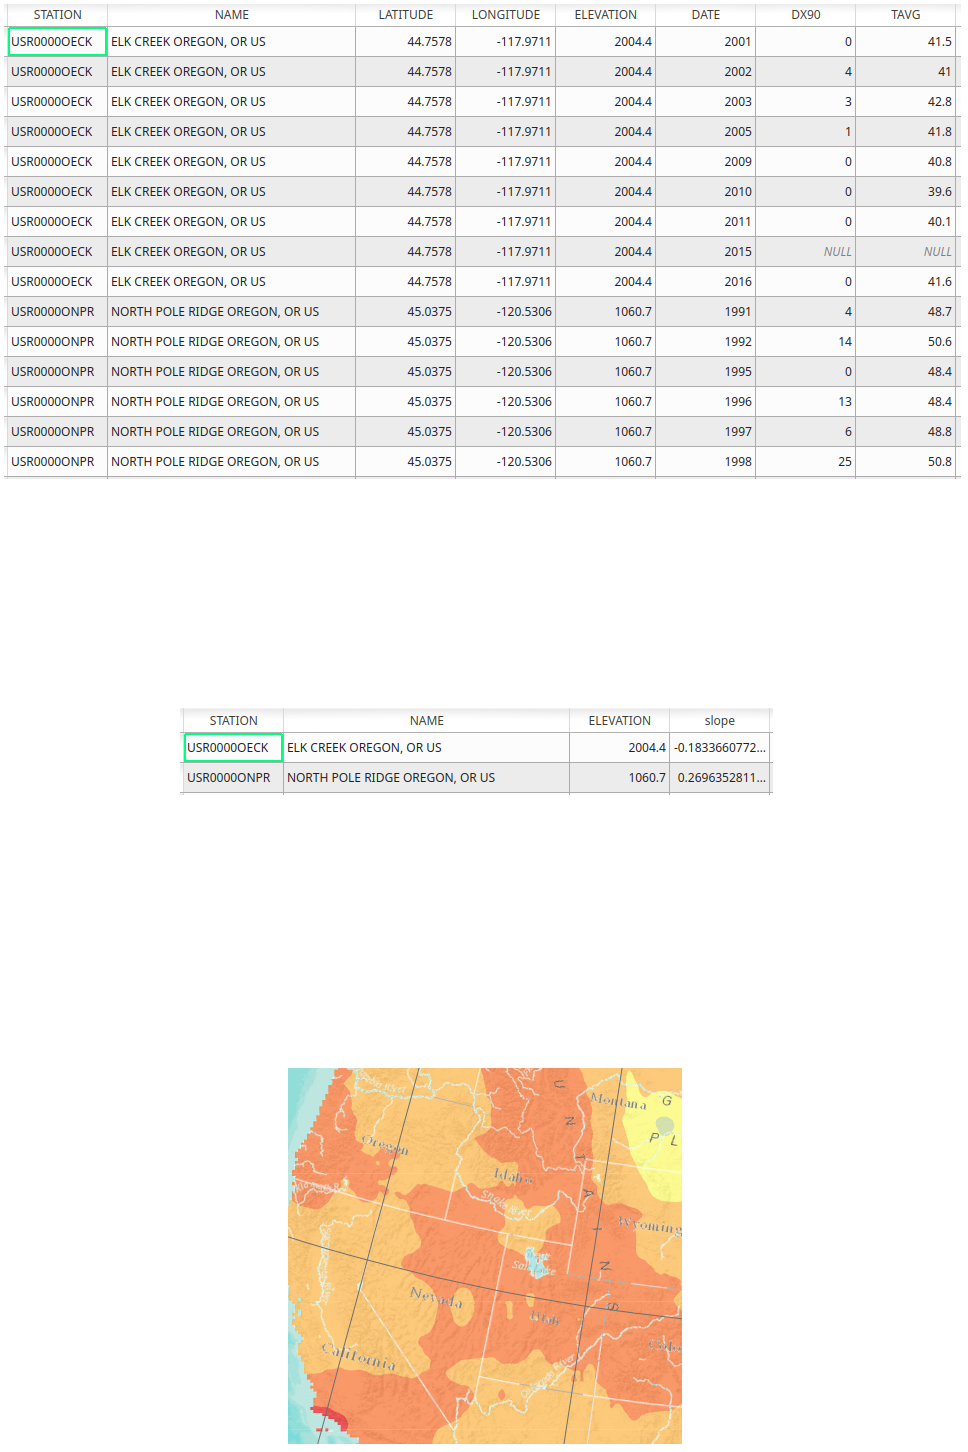 STATION NAME LATITUDE LONGITUDE ELEVATION DATE DX90 TAVG
USR0000OECK ELK CREEK OREGON, OR US 44.7578 -117.9711 2004.4 2001 0 41.5
USR0000OECK ELK CREEK OREGON, OR US 44.7578 -117.9711 2004.4 2002 4 41
USR0000OECK ELK CREEK OREGON, OR US 44.7578 -117.9711 2004.4 2003 3 42.8
USR0000OECK ELK CREEK OREGON, OR US 44.7578 -117.9711 2004.4 2005 1 41.8
USR0000OECK ELK CREEK OREGON, OR US 44.7578 -117.9711 2004.4 2009 0 40.8
USR0000OECK ELK CREEK OREGON, OR US 44.7578 -117.9711 2004.4 2010 0 39.6
USR0000OECK ELK CREEK OREGON, OR US 44.7578 -117.9711 2004.4 2011 0 40.1
USR0000OECK ELK CREEK OREGON, OR US 44.7578 -117.9711 2004.4 2015 NULL NULL
USR0000OECK ELK CREEK OREGON, OR US 44.7578 -117.9711 2004.4 2016 0 41.6
USR0000ONPR NORTH POLE RIDGE OREGON, OR US 45.0375 -120.5306 1060.7 1991 4 48.7
USR0000ONPR NORTH POLE RIDGE OREGON, OR US 45.0375 -120.5306 1060.7 1992 14 50.6
USR0000ONPR NORTH POLE RIDGE OREGON, OR US 45.0375 -120.5306 1060.7 1995 0 48.4
USR0000ONPR NORTH POLE RIDGE OREGON, OR US 45.0375 -120.5306 1060.7 1996 13 48.4
USR0000ONPR NORTH POLE RIDGE OREGON, OR US 45.0375 -120.5306 1060.7 1997 6 48.8
USR0000ONPR NORTH POLE RIDGE OREGON, OR US 45.0375 -120.5306 1060.7 1998 25 50.8
STATION NAME ELEVATION slope
USR0000OECK ELK CREEK OREGON, OR US 2004.4 -0.1833660772...
USR0000ONPR NORTH POLE RIDGE OREGON, OR US 1060.7 0.2696352811...
U N T A I N S
Montana
G
P L
Oregon
Idaho
Snake River
Wyoming
Salt Lake
Nevada
Utah
California